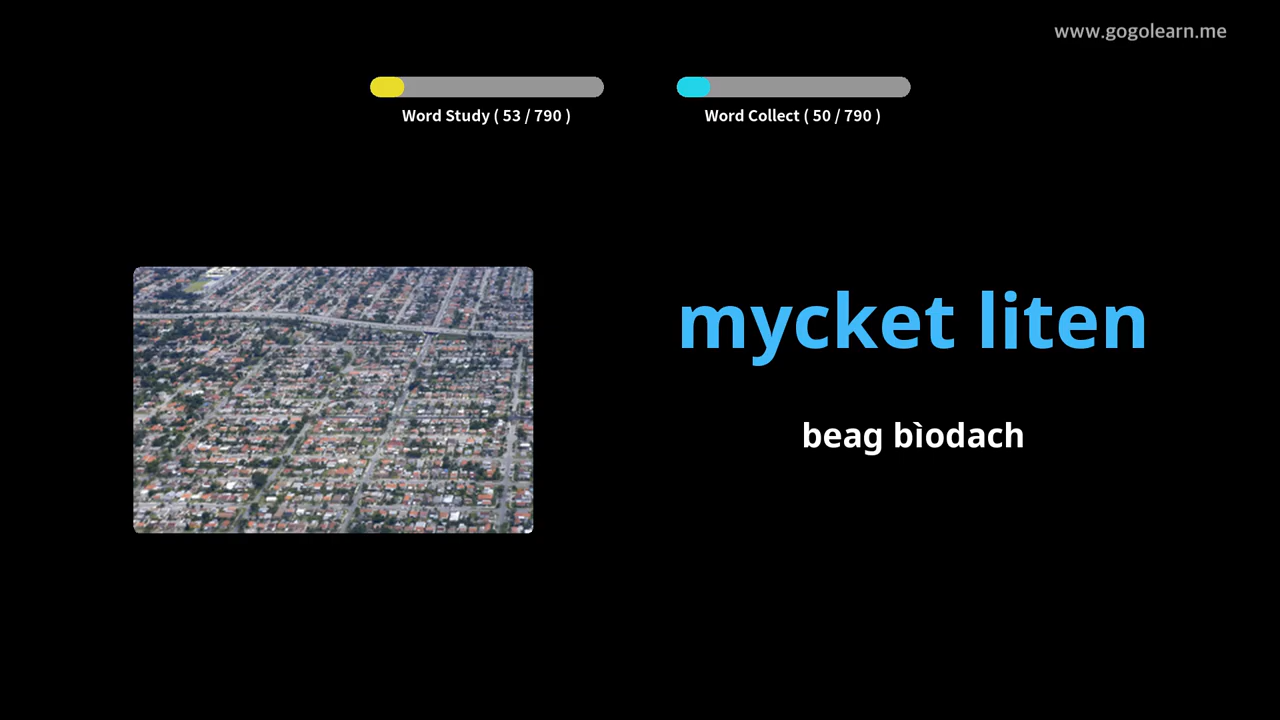 www.gogolearn.me
Word Study ( 53 / 790 )
Word Collect ( 50 / 790 )
mycket liten
beag bìodach